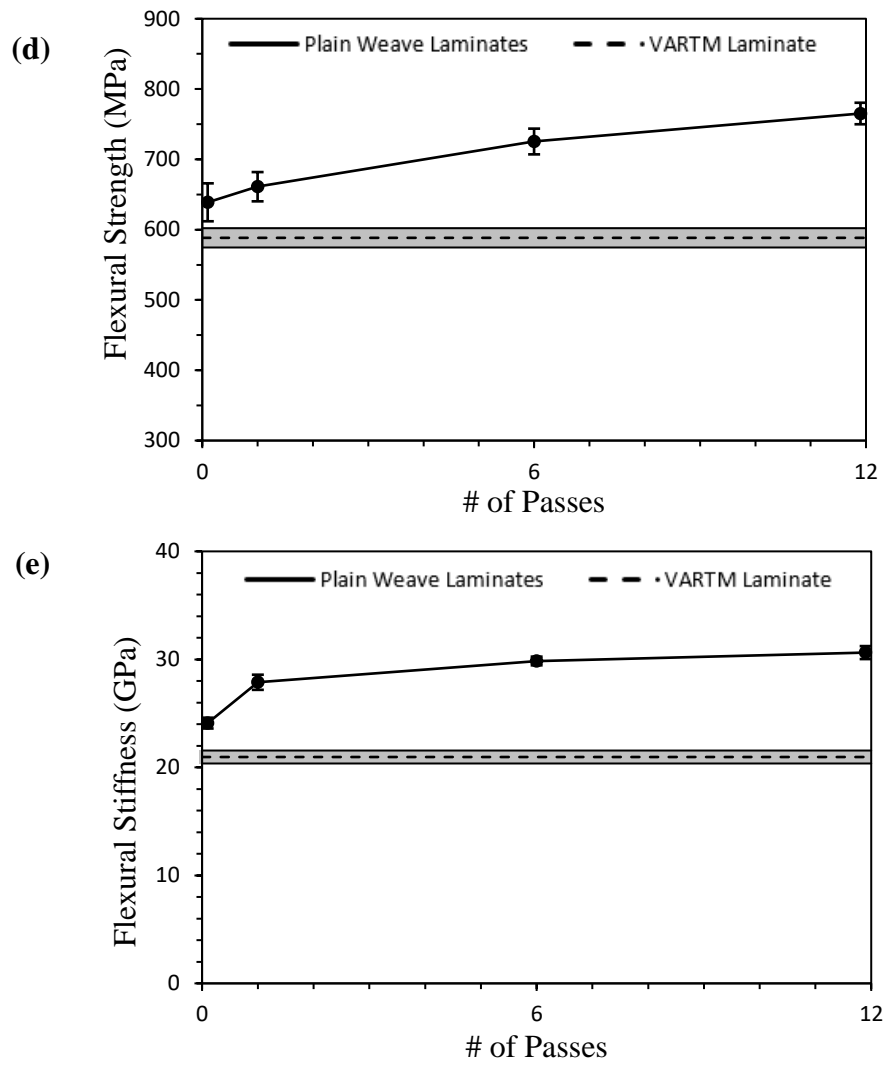 (d)
Flexural Strength (MPa)
900
800
700
600
500
400
300
Plain Weave Laminates
VARTM Laminate
0 6 12
# of Passes
(e)
Flexural Stiffness (GPa)
40
30
20
10
0
Plain Weave Laminates
VARTM Laminate
0 6 12
# of Passes